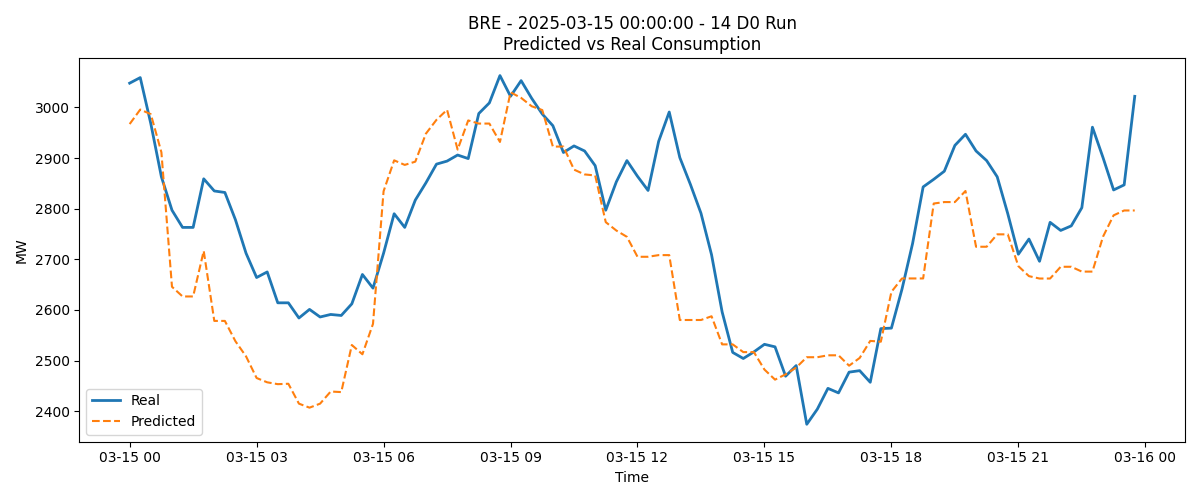 BRE - 2025-03-15 00:00:00 - 14 D0 Run
Predicted vs Real Consumption
MW
3000
2900
2800
2700
2600
2500
2400
Real
Predicted
03-15 00
03-15 03
03-15 06
03-15 09
03-15 12
03-15 15
03-15 18
03-15 21
03-16 00
Time